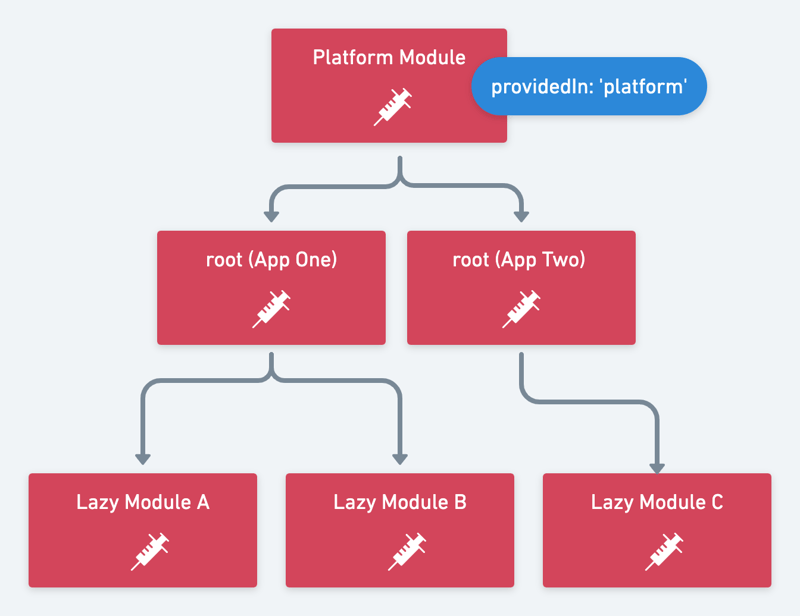 Platform Module
providedIn: 'platform'
root (App One)
root (App Two)
Lazy Module A
Lazy Module B
Lazy Module C